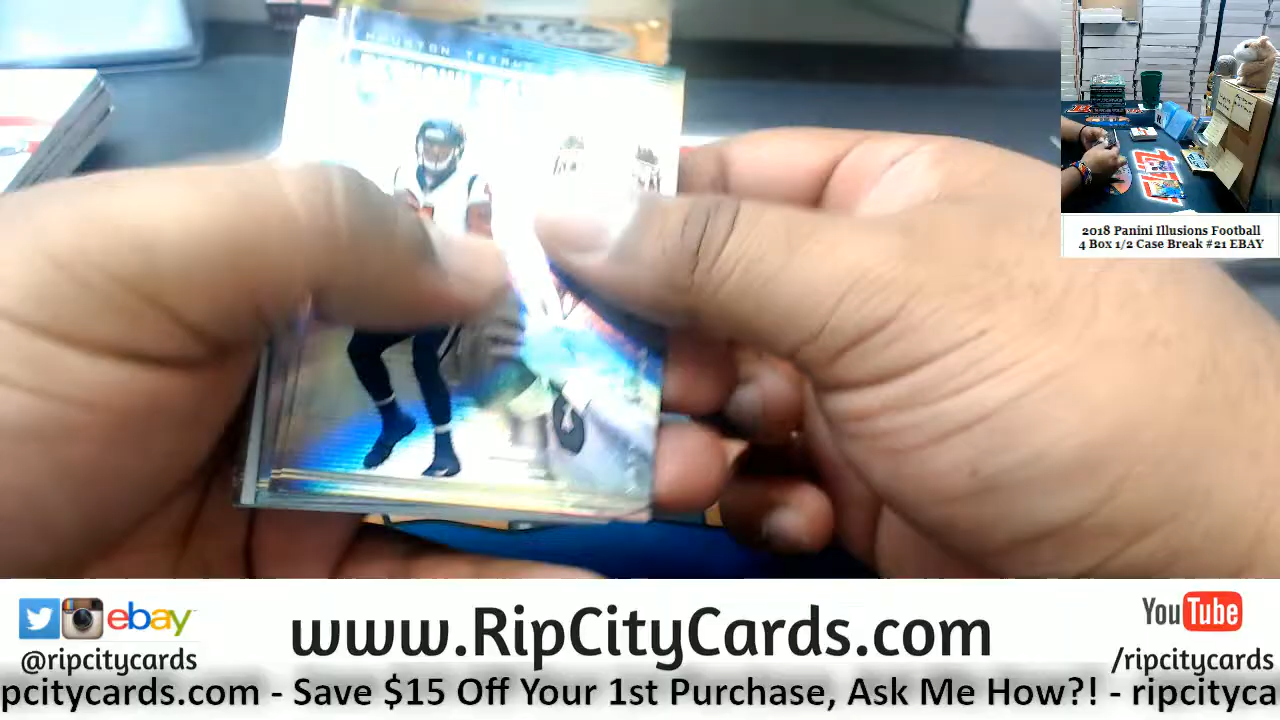 HOUSTON TEXANS
2018 Panini Illusions Football
4 Box 1/2 Case Break #21 EBAY
ebay
@ripcitycards
www.RipCityCards.com
YouTube
/ripcitycards
pcitycards.com - Save $15 Off Your 1st Purchase, Ask Me How?! - ripcityca